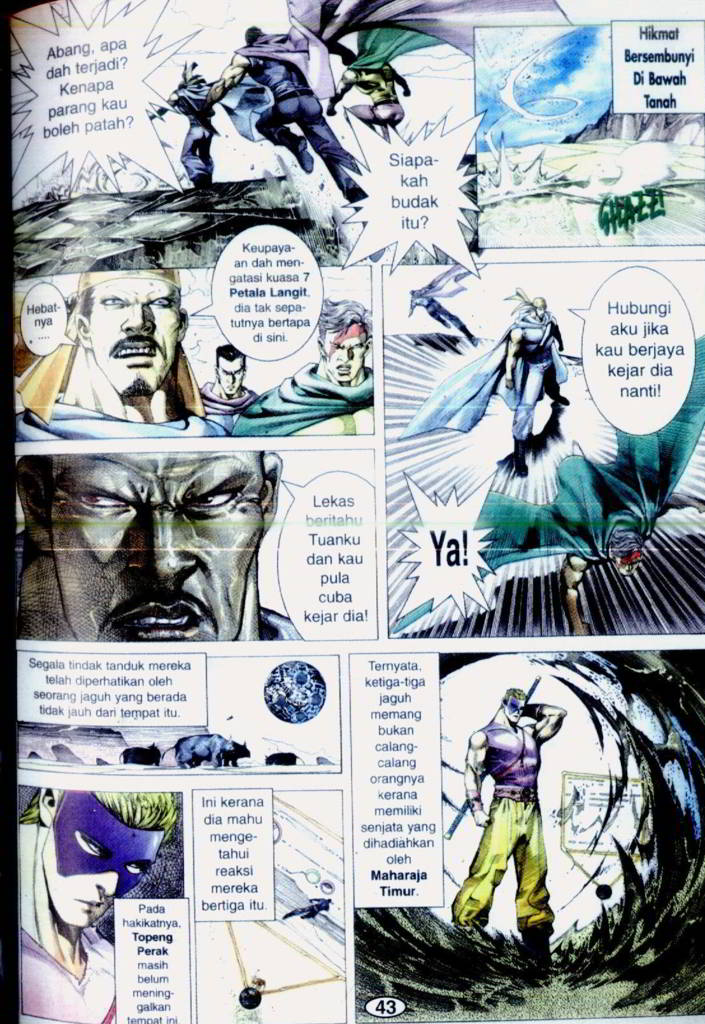 Abang, apa
dah terjadi?
Kenapa
parang kau
boleh patah?
Siapa-
kah
budak
itu?
Hikmat
Bersembunyi
Di Bawah
Tanah
GHAZZ!
Hebat-
nya
....
Keupaya-
an dah men-
gatasi kuasa 7
Petala Langit,
dia tak sepa-
tutnya bertapa
di sini.
Hubungi
aku jika
kau berjaya
kejar dia
nanti!
Ya!
Lekas
beritahu
Tuanku
dan kau
pula
cuba
kejar dia!
Segala tindak tanduk mereka
telah diperhatikan oleh
seorang jaguh yang berada
tidak jauh dari tempat itu.
Ternyata,
ketiga-tiga
jaguh
memang
bukan
calang-
calang
orangnya
kerana
memiliki
senjata yang
dihadiahkan
oleh
Maharaja
Timur.
Ini kerana
dia mahu
menge-
tahui
reaksi
mereka
bertiga itu.
Pada
hakikatnya,
Topeng
Perak
masih
belum
mening-
galkan
tempat ini
43